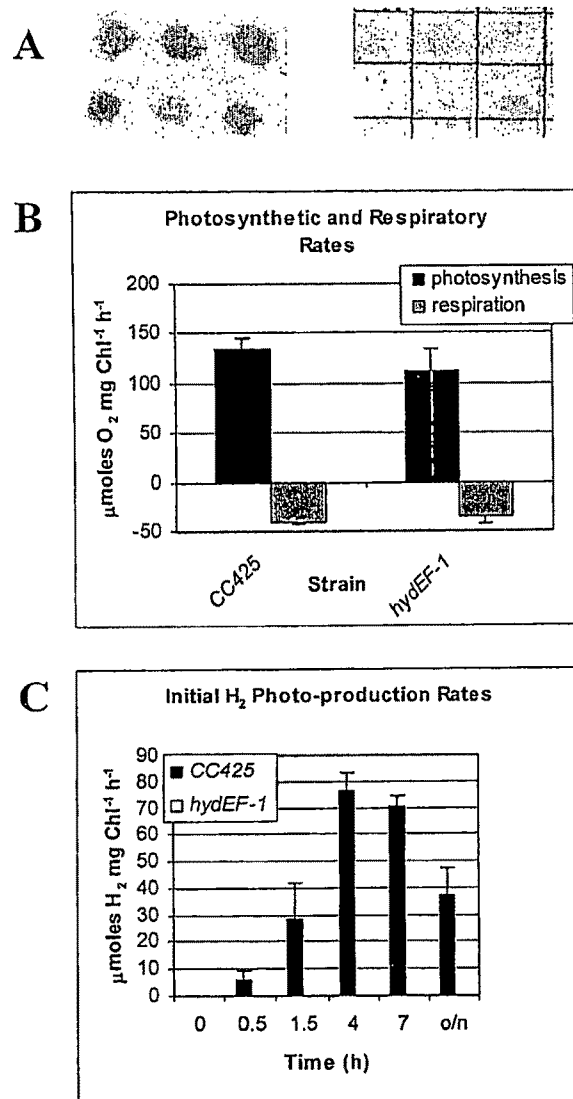 A
B
Photosynthetic and Respiratory
Rates
photosynthesis
respiration
200
150
100
50
0
-50
µmoles O₂ mg Chl⁻¹ h⁻¹
CC425
Strain
hydEF-1
C
Initial H₂ Photo-production Rates
CC425
hydEF-1
90
80
70
60
50
40
30
20
10
0
µmoles H₂ mg Chl⁻¹ h⁻¹
0 0.5 1.5 4 7 o/n
Time (h)